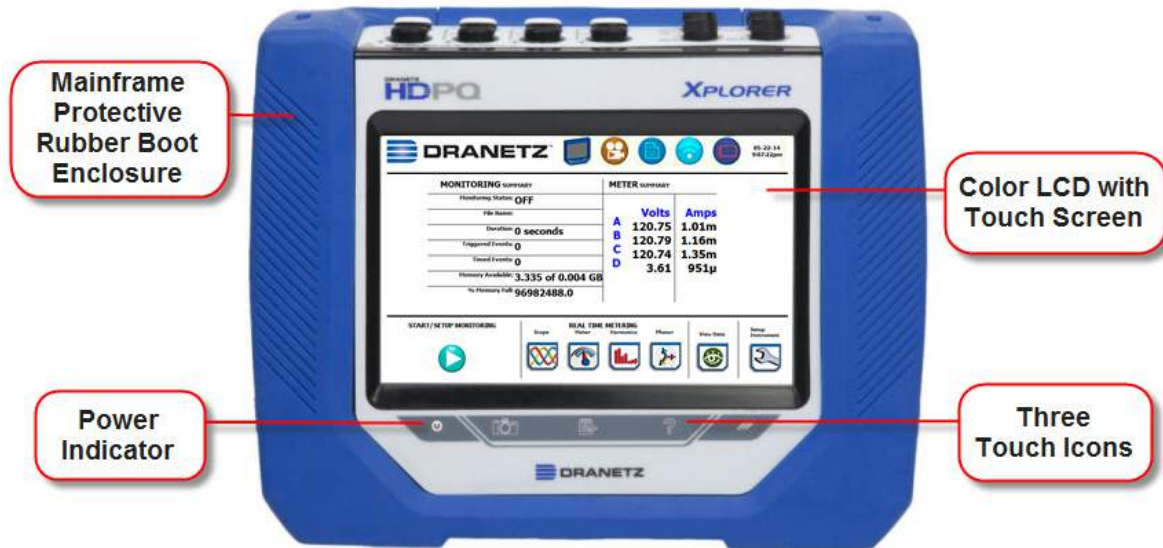 Mainframe
Protective
Rubber Boot
Enclosure
Power
Indicator
DRANETZ
HDPQ
XPLORER
DRANETZ
05-22-14
9:07:22pm
MONITORING SUMMARY
Monitoring Status: OFF
File Name:
Duration: 0 seconds
Triggered Events: 0
Timed Events: 0
Memory Available: 3.335 of 0.004 GB
% Memory Full: 96982488.0
METER SUMMARY
Volts Amps
A 120.75 1.01m
B 120.79 1.16m
C 120.74 1.35m
D 3.61 951µ
START/SETUP MONITORING
REAL TIME METERING
Scope Meter Harmonics Phasor
View Data
Setup
Instrument
DRANETZ
Color LCD with
Touch Screen
Three
Touch Icons